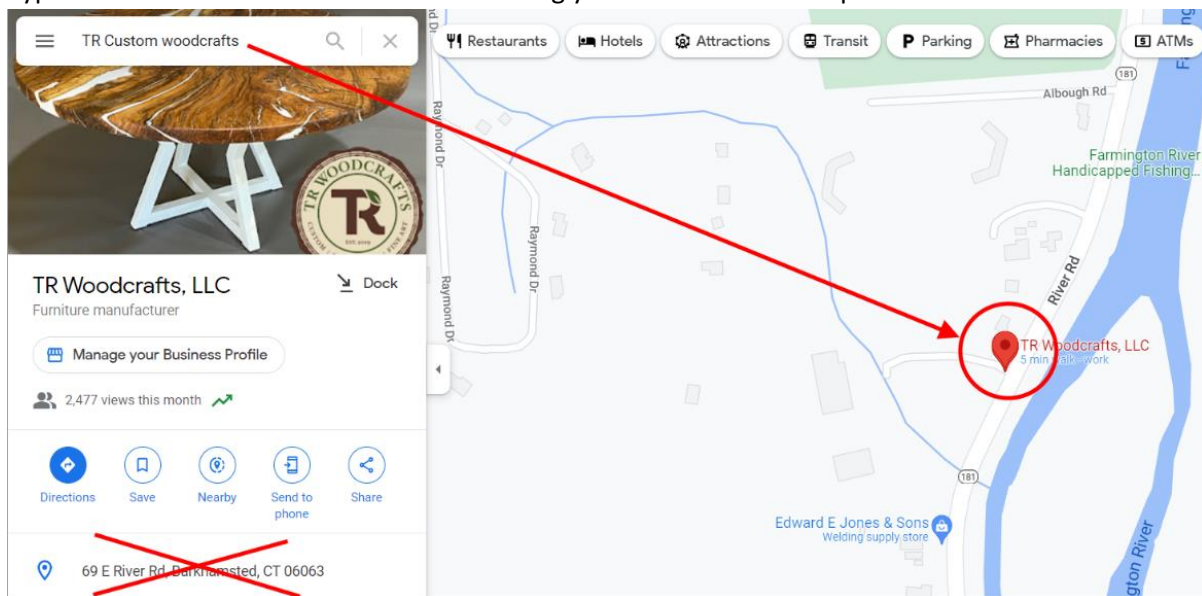 TR Custom woodcrafts
Restaurants
Hotels
Attractions
Transit
Parking
Pharmacies
ATMs
TR WOODCRAFTS
TR
TR Woodcrafts, LLC
Dock
Furniture manufacturer
Manage your Business Profile
2,477 views this month
Directions
Save
Nearby
Send to
phone
Share
69 E River Rd, Barkhamsted, CT 06063
Raymond Dr
Raymond Dr
Raymond Dr
181
Albough Rd
Farmington River
Handicapped Fishing...
River Rd
TR Woodcrafts, LLC
5 min walk - work
181
Edward E Jones & Sons
Welding supply store
River